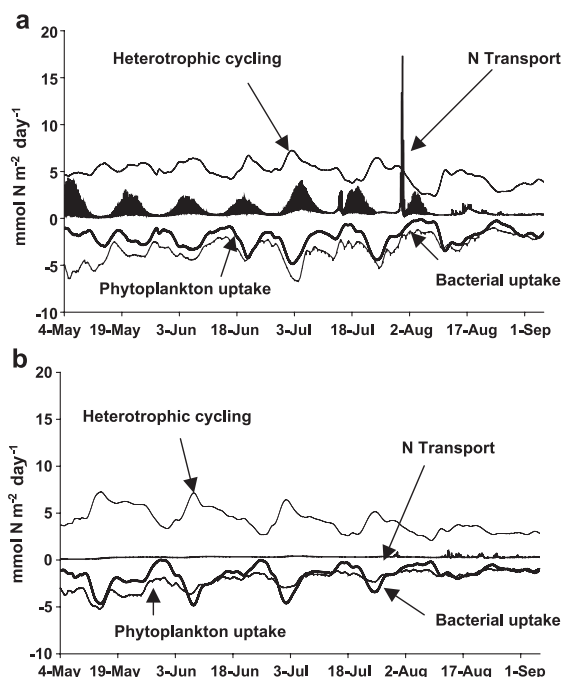 a
20
15
10
5
0
-5
-10
mmol N m-2 day-1
Heterotrophic cycling
N Transport
Phytoplankton uptake
Bacterial uptake
4-May 19-May 3-Jun 18-Jun 3-Jul 18-Jul 2-Aug 17-Aug 1-Sep
b
20
15
10
5
0
-5
-10
mmol N m-2 day-1
Heterotrophic cycling
N Transport
Phytoplankton uptake
Bacterial uptake
4-May 19-May 3-Jun 18-Jun 3-Jul 18-Jul 2-Aug 17-Aug 1-Sep